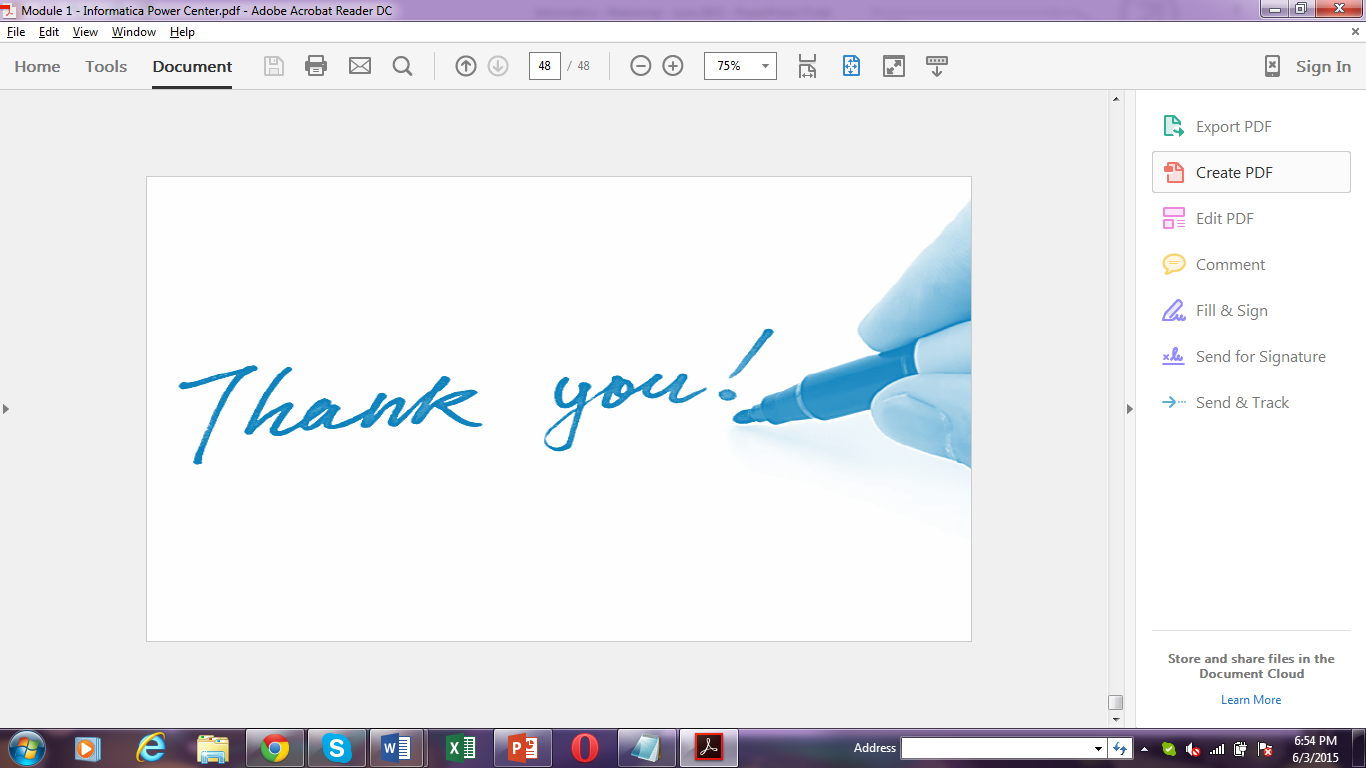 Module 1 - Informatica Power Center.pdf - Adobe Acrobat Reader DC
File Edit View Window Help
Home Tools Document 48 / 48 75% Sign In
Export PDF
Create PDF
Edit PDF
Comment
Fill & Sign
Send for Signature
Send & Track
Thank you!
Store and share files in the
Document Cloud
Learn More
Address
6:54 PM
6/3/2015